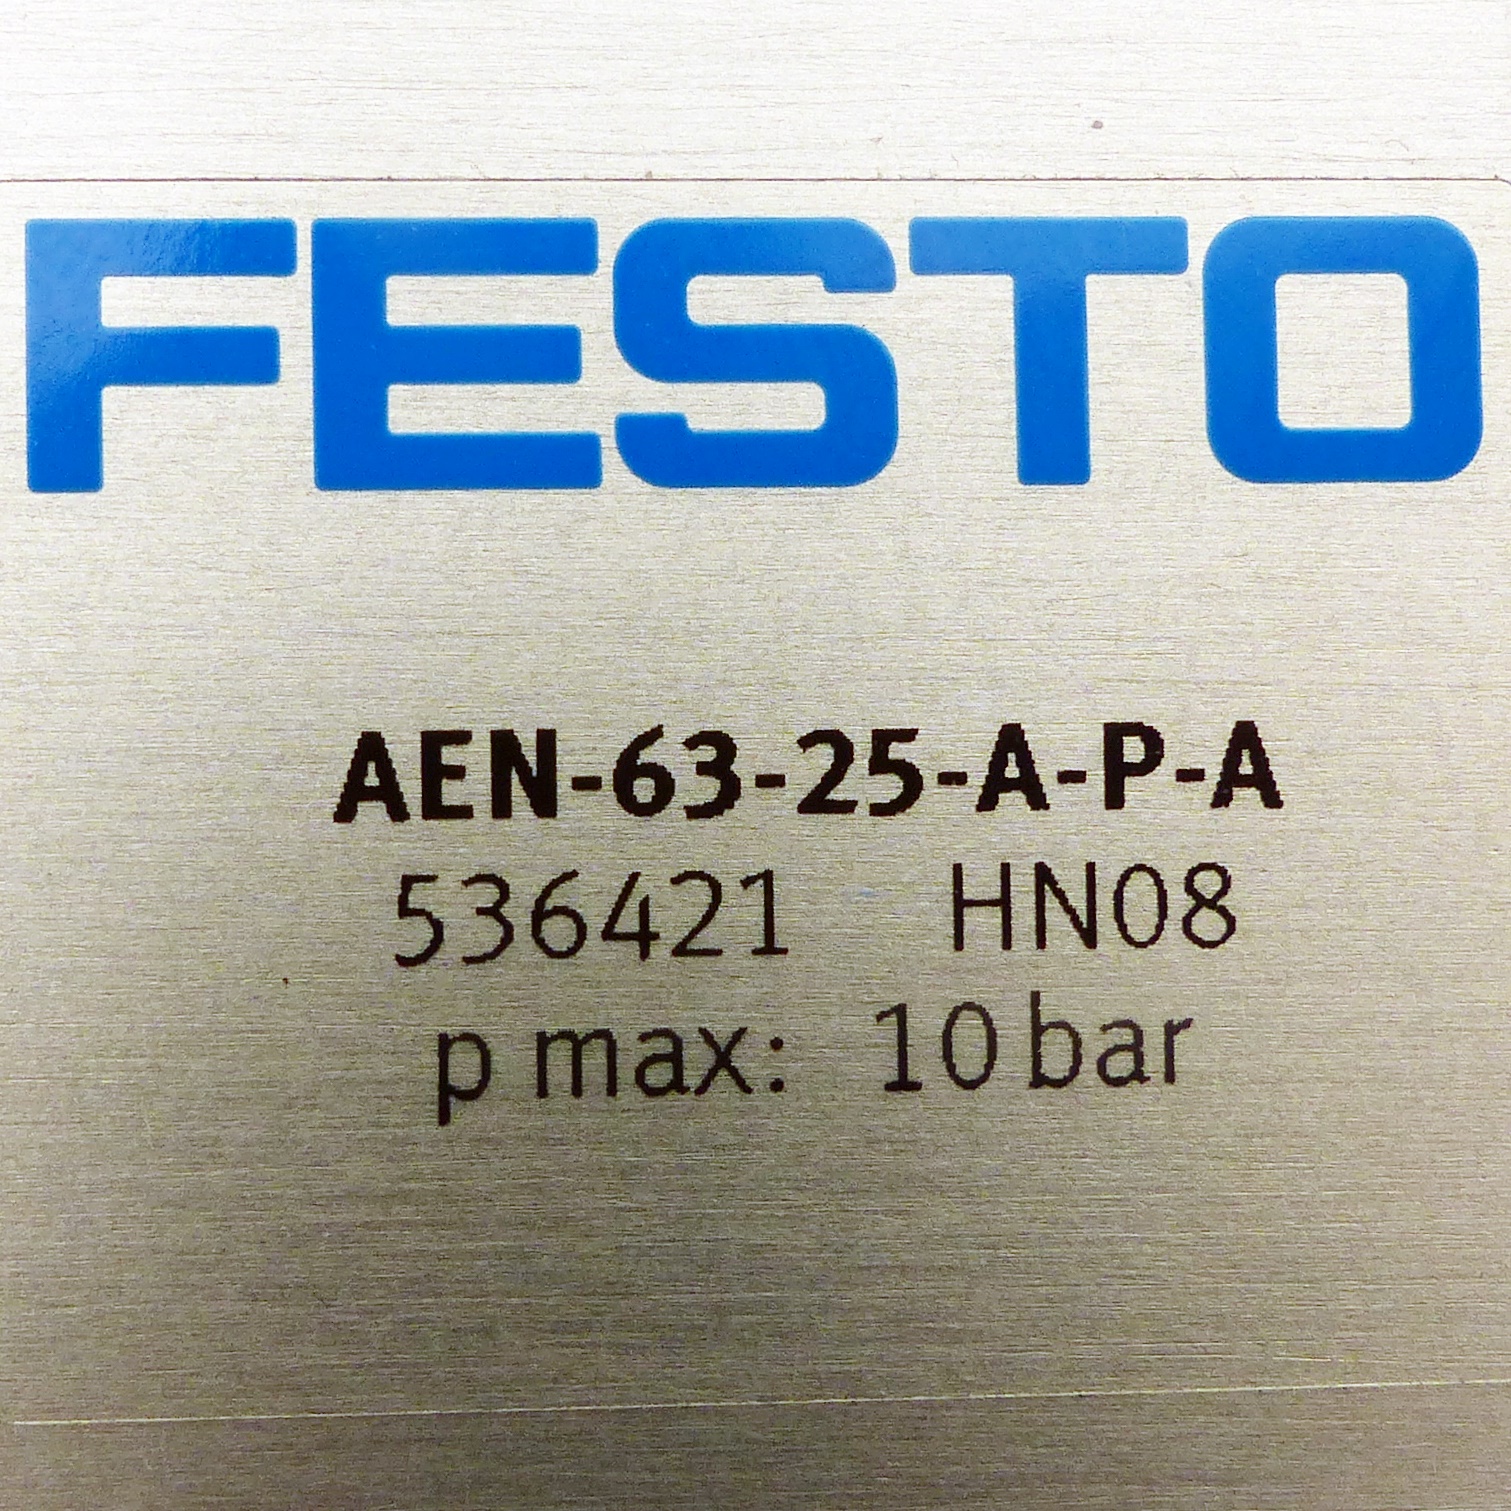 FESTO
AEN-63-25-A-P-A
536421 HN08
p max: 10 bar